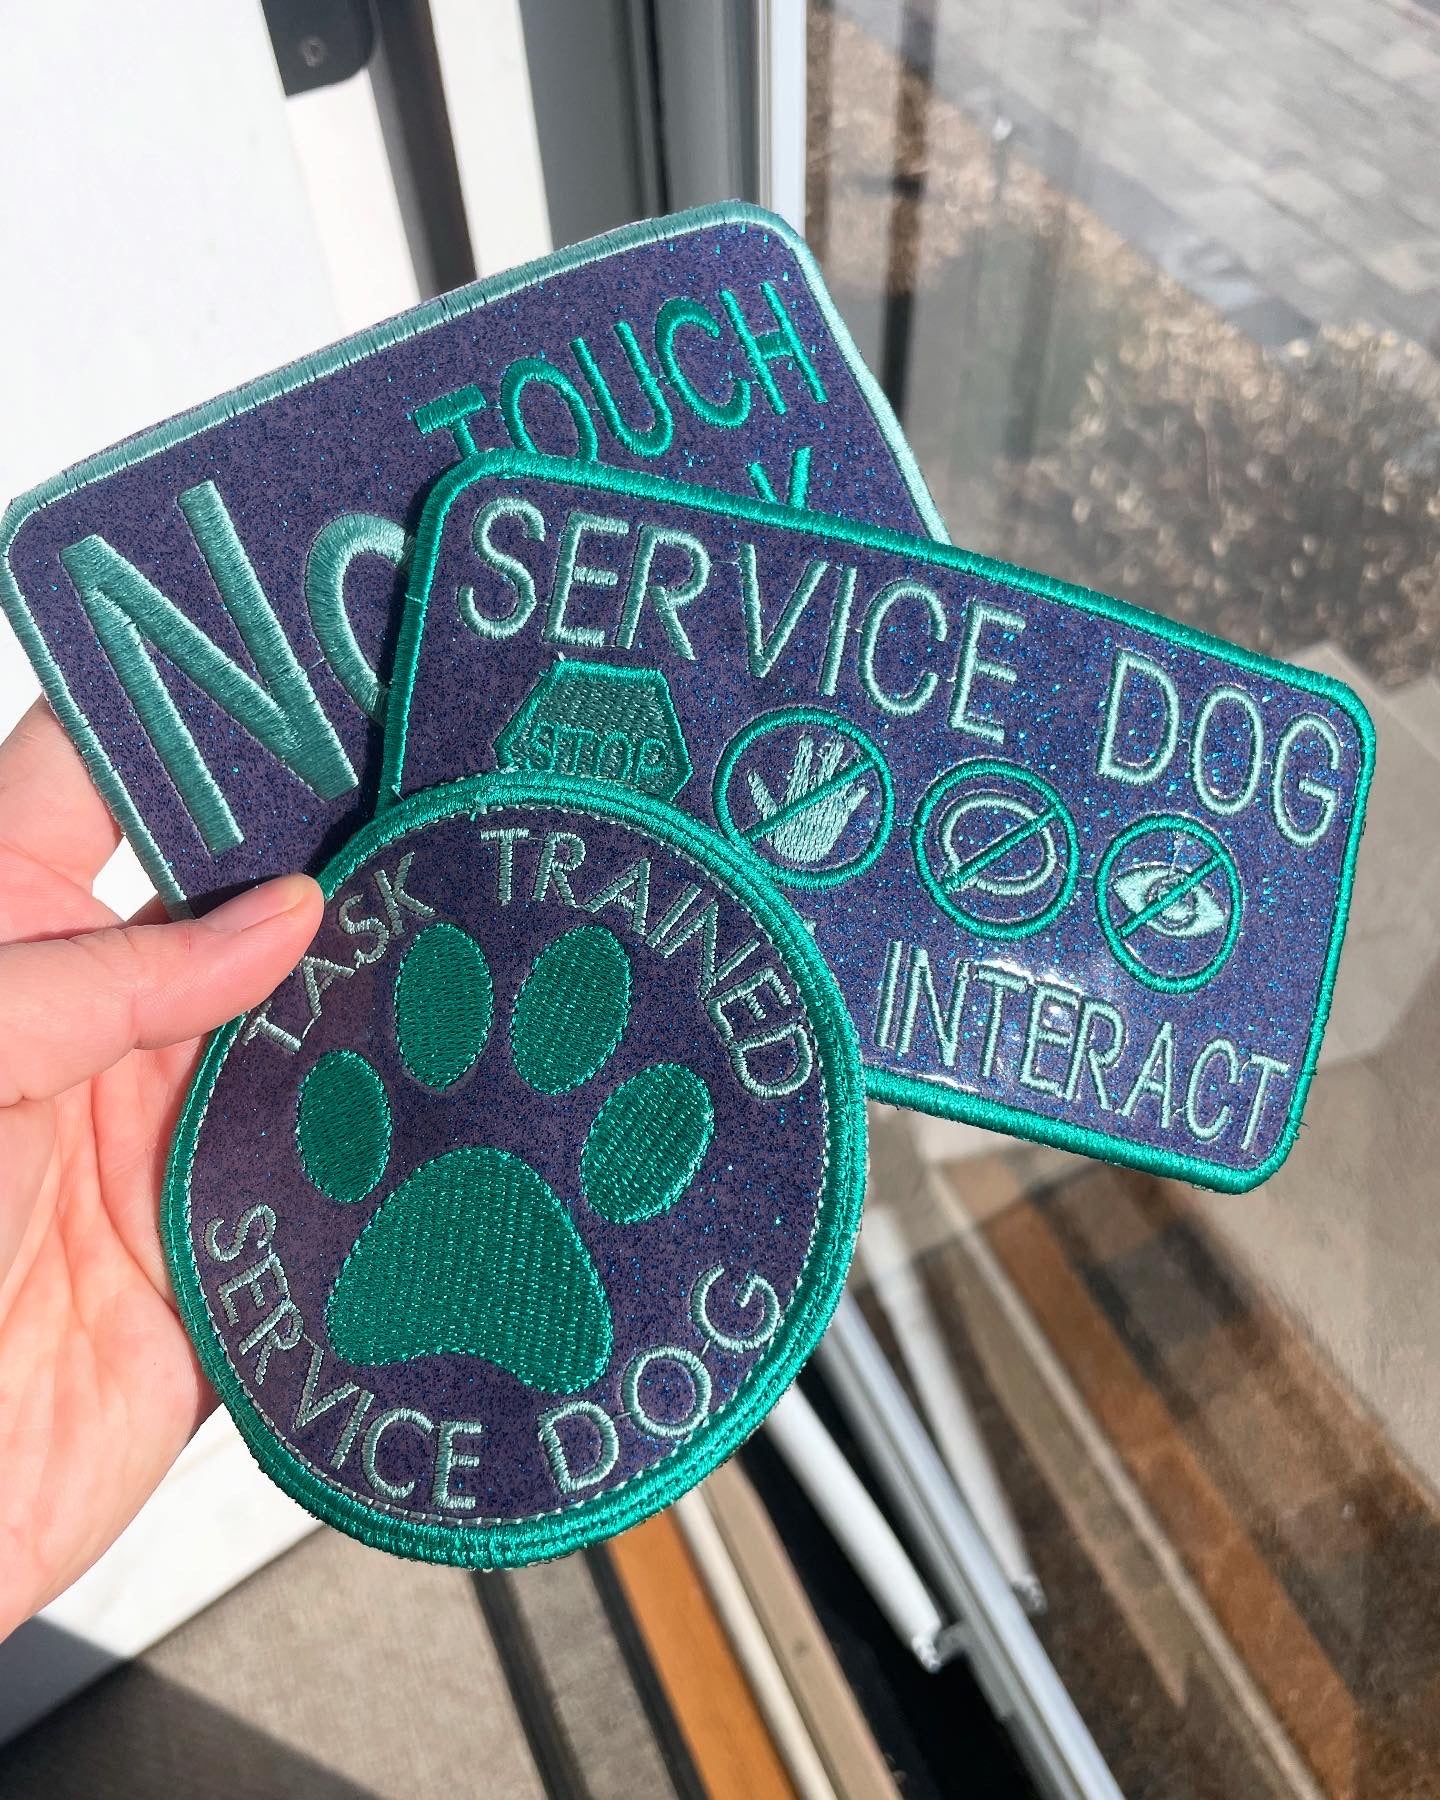 No
TOUCH
SERVICE DOG
STOP
INTERACT
TASK TRAINED
SERVICE DOG